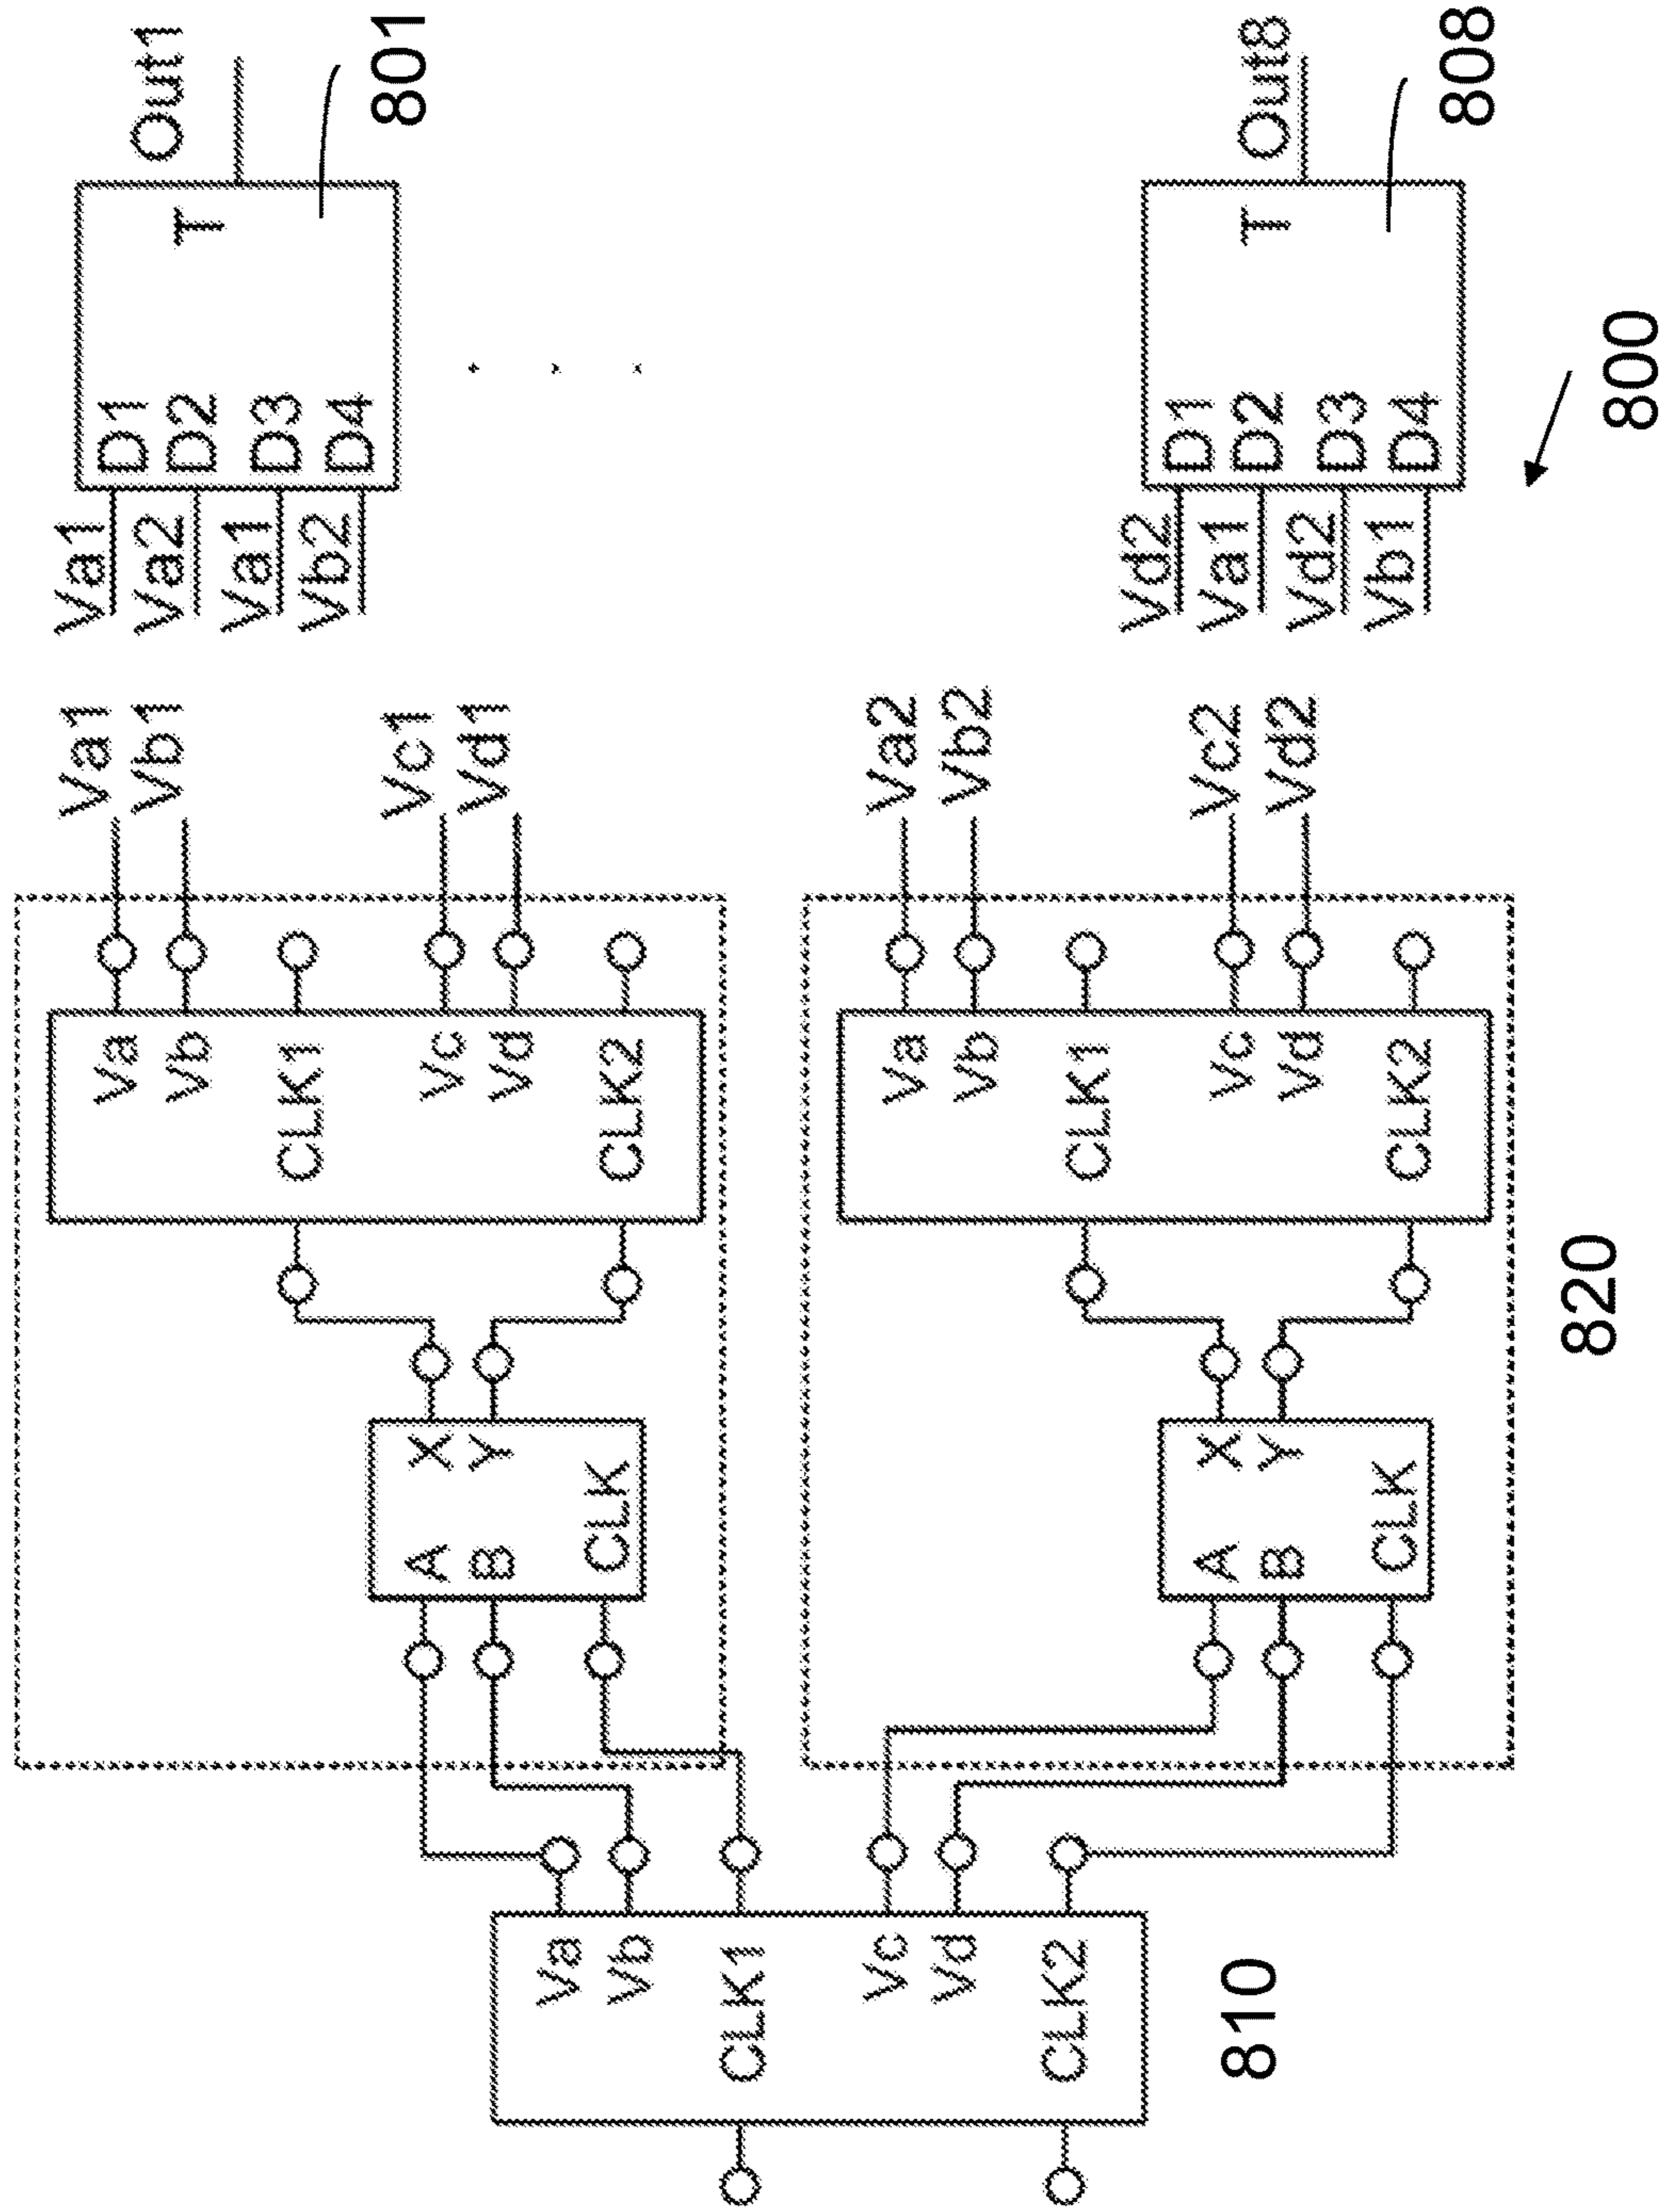 Va
Vb
CLK1
Vc
Vd
CLK2
810
A X
B Y
CLK
Va
Vb
CLK1
Vc
Vd
CLK2
Va1
Vb1
Vc1
Vd1
A X
B Y
CLK
Va
Vb
CLK1
Vc
Vd
CLK2
Va2
Vb2
Vc2
Vd2
820
Va1
Va2
Va1
Vb2
D1
D2
D3
D4
T
Out1
801
Vd2
Va1
Vd2
Vb1
D1
D2
D3
D4
T
Out8
808
800